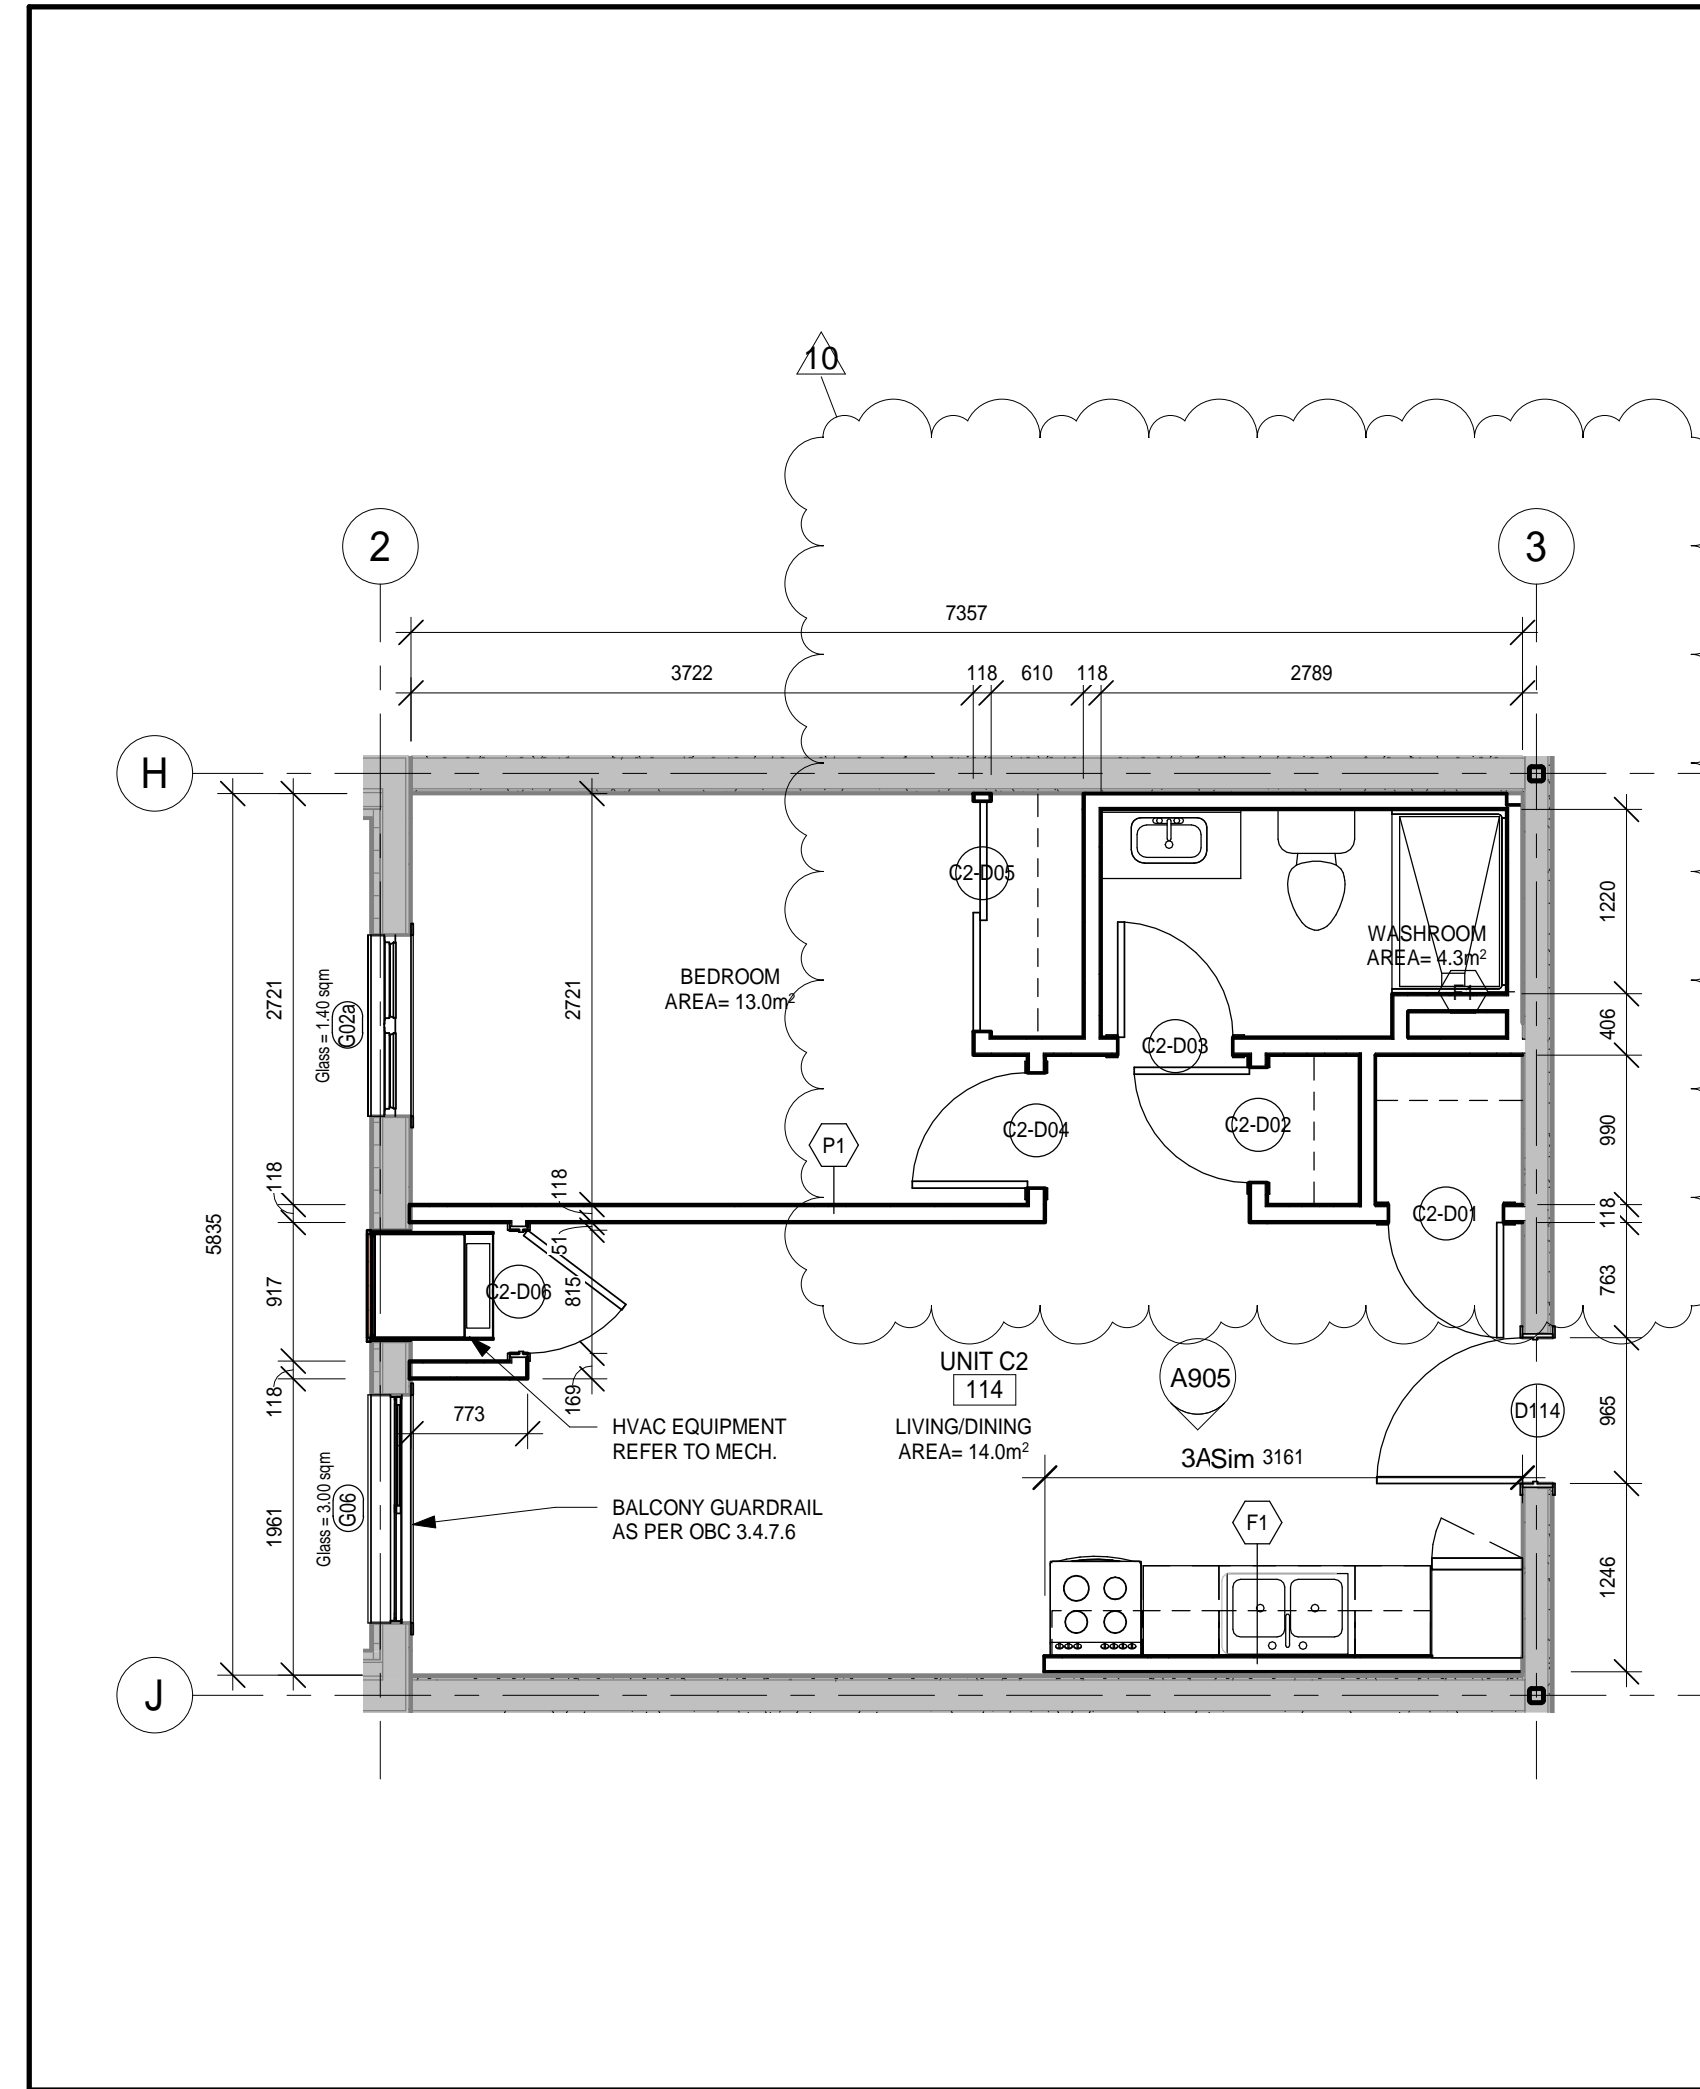 10
2
3
7357
3722
118
610
118
2789
H
C2-D05
1220
WASHROOM
AREA= 4.3m²
F1
BEDROOM
AREA= 13.0m²
2721
Glass = 1.40 sqm
G02a
2721
406
C2-D03
C2-D04
C2-D02
990
P1
118
118
C2-D01
118
5835
51
917
C2-D06
815
763
UNIT C2
114
A905
118
169
773
HVAC EQUIPMENT
REFER TO MECH.
LIVING/DINING
AREA= 14.0m²
D114
965
3A
Sim
3161
Glass = 3.00 sqm
G06
1961
BALCONY GUARDRAIL
AS PER OBC 3.4.7.6
F1
1246
J